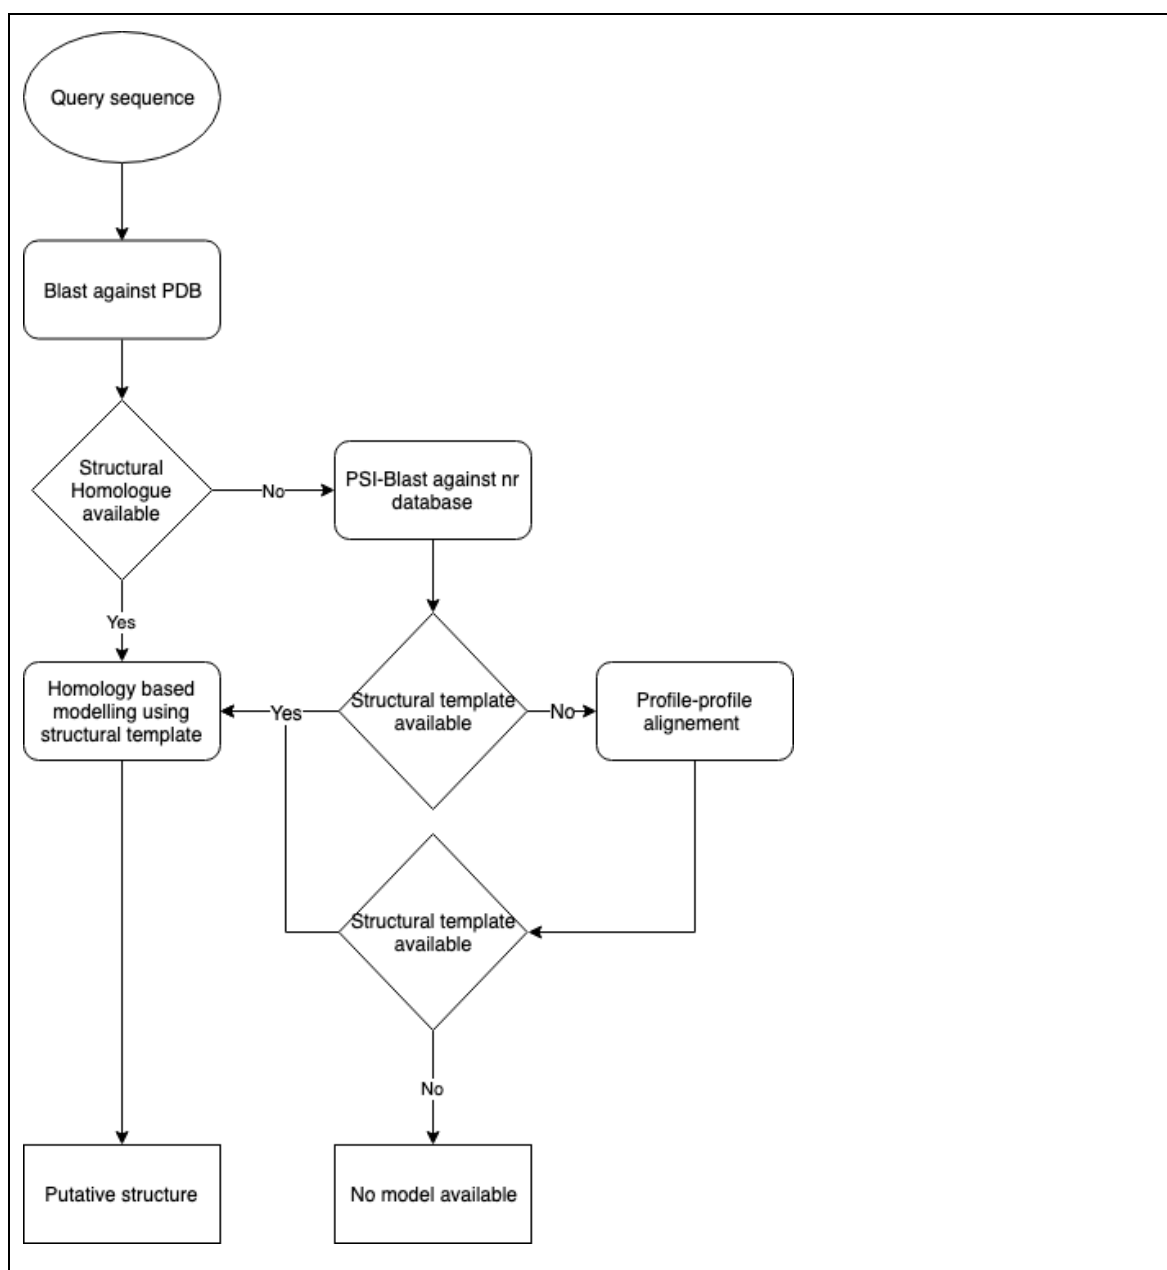 Query sequence
Blast against PDB
Structural
Homologue
available
No
PSI-Blast against nr
database
Yes
Homology based
modelling using
structural template
Yes
Structural template
available
No
Profile-profile
alignement
Structural template
available
No
Putative structure
No model available